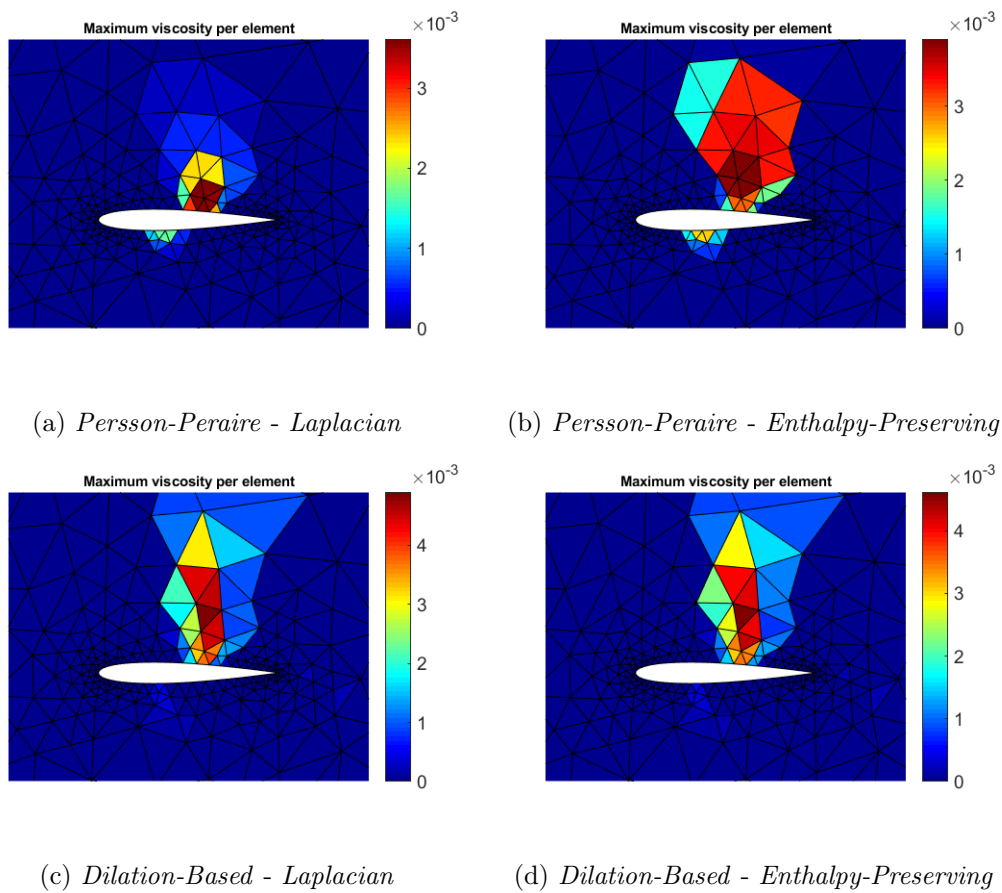 Maximum viscosity per element
×10⁻³
3
2
1
0
(a) Persson-Peraire - Laplacian
Maximum viscosity per element
×10⁻³
3
2
1
0
(b) Persson-Peraire - Enthalpy-Preserving
Maximum viscosity per element
×10⁻³
4
3
2
1
0
(c) Dilation-Based - Laplacian
Maximum viscosity per element
×10⁻³
4
3
2
1
0
(d) Dilation-Based - Enthalpy-Preserving